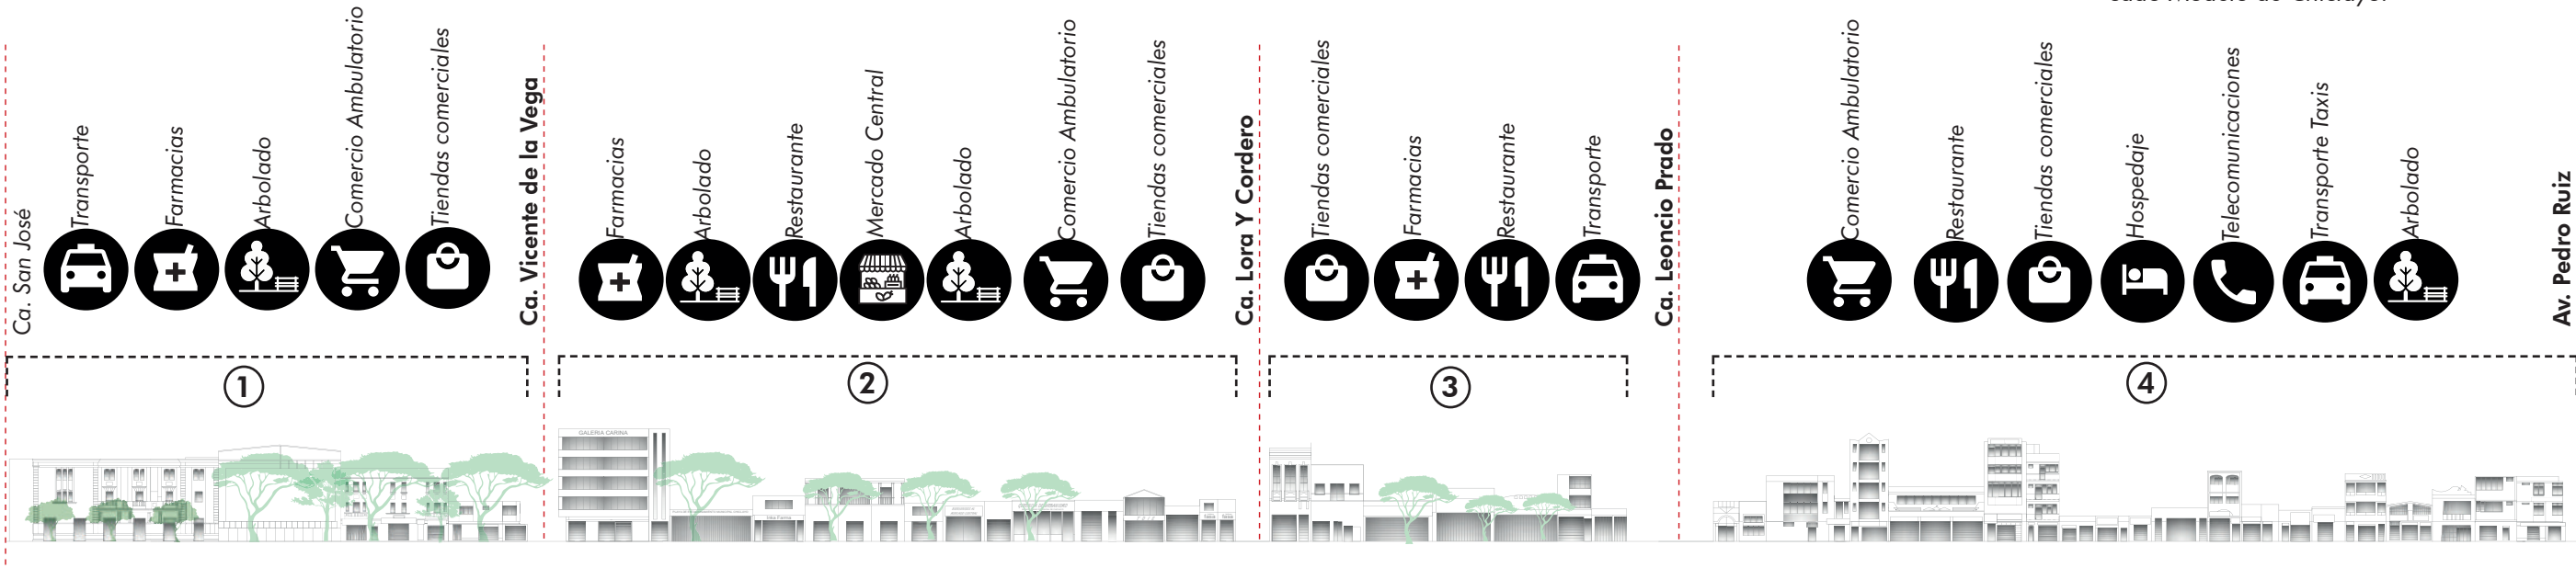 Ca. San José
Transporte
Farmacias
Arbolado
Comercio Ambulatorio
Tiendas comerciales
Ca. Vicente de la Vega
Farmacias
Arbolado
Restaurante
Mercado Central
Arbolado
Comercio Ambulatorio
Tiendas comerciales
Ca. Lora Y Cordero
Tiendas comerciales
Farmacias
Restaurante
Transporte
Ca. Leoncio Prado
Comercio Ambulatorio
Restaurante
Tiendas comerciales
Hospedaje
Telecomunicaciones
Transporte Taxis
Arbolado
Av. Pedro Ruiz
1
2
3
4
GALERIA CARINA